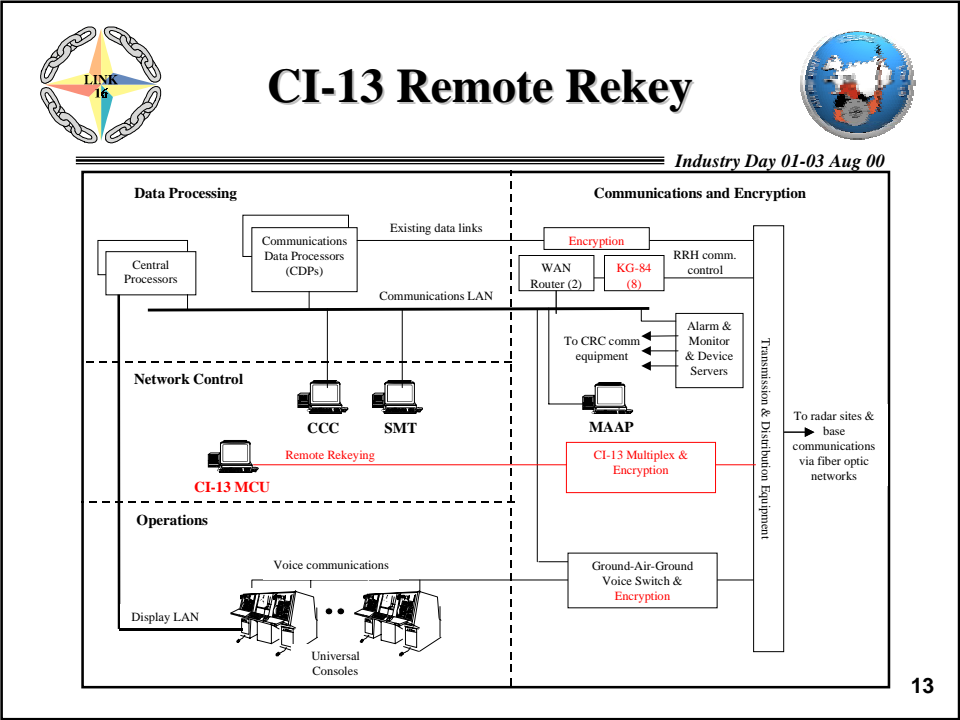 LINK
16
CI-13 Remote Rekey
Industry Day 01-03 Aug 00
Data Processing
Communications and Encryption
Existing data links
Communications
Data Processors
(CDPs)
Central
Processors
Encryption
WAN
Router (2)
KG-84
(8)
RRH comm.
control
Communications LAN
To CRC comm
equipment
Alarm &
Monitor
& Device
Servers
Transmission & Distribution Equipment
Network Control
CCC
SMT
MAAP
To radar sites &
base
communications
via fiber optic
networks
Remote Rekeying
CI-13 MCU
CI-13 Multiplex &
Encryption
Operations
Voice communications
Ground-Air-Ground
Voice Switch &
Encryption
Display LAN
Universal
Consoles
13